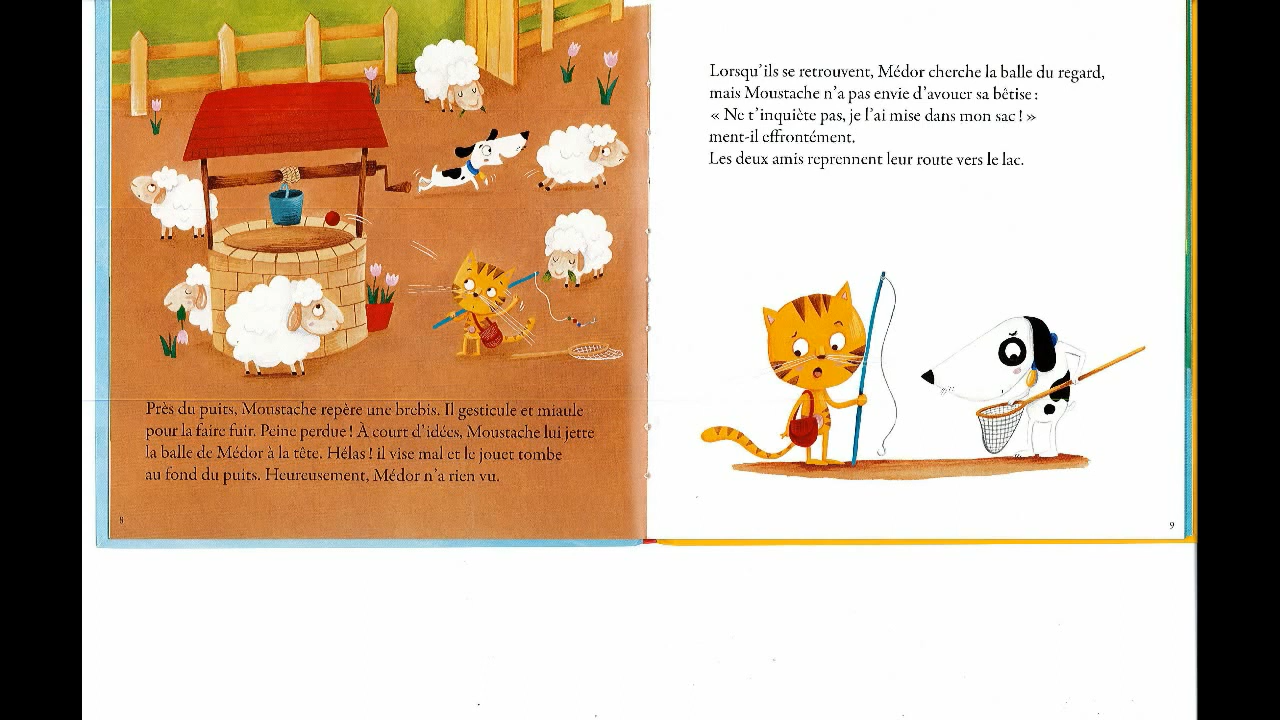 Près du puits, Moustache repère une brebis. Il gesticule et miaule
pour la faire fuir. Peine perdue ! À court d'idées, Moustache lui jette
la balle de Médor à la tête. Hélas ! il vise mal et le jouet tombe
au fond du puits. Heureusement, Médor n'a rien vu.
8
Lorsqu'ils se retrouvent, Médor cherche la balle du regard,
mais Moustache n'a pas envie d'avouer sa bêtise :
« Ne t'inquiète pas, je l'ai mise dans mon sac ! »
ment-il effrontément.
Les deux amis reprennent leur route vers le lac.
9